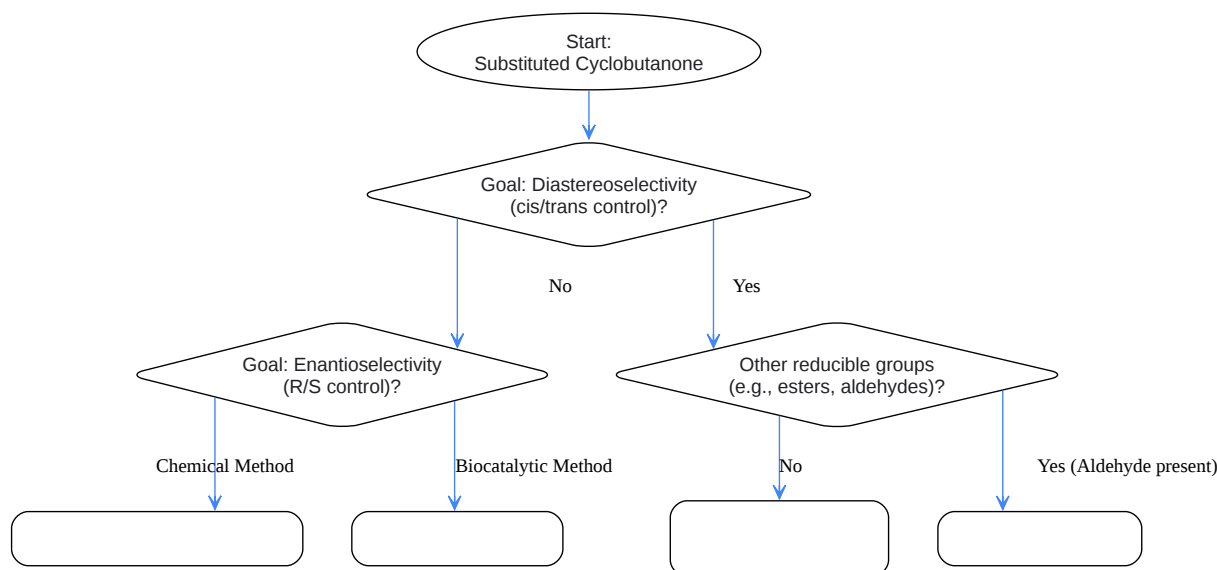 Start:
Substituted Cyclobutanone
Goal: Diastereoselectivity
(cis/trans control)?
No
Yes
Goal: Enantioselectivity
(R/S control)?
Other reducible groups
(e.g., esters, aldehydes)?
Chemical Method
Biocatalytic Method
No
Yes (Aldehyde present)